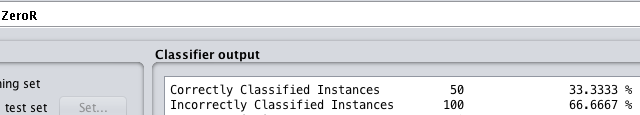 ZeroR
Classifier output
ning set
test set Set...
Correctly Classified Instances 50 33.3333 %
Incorrectly Classified Instances 100 66.6667 %